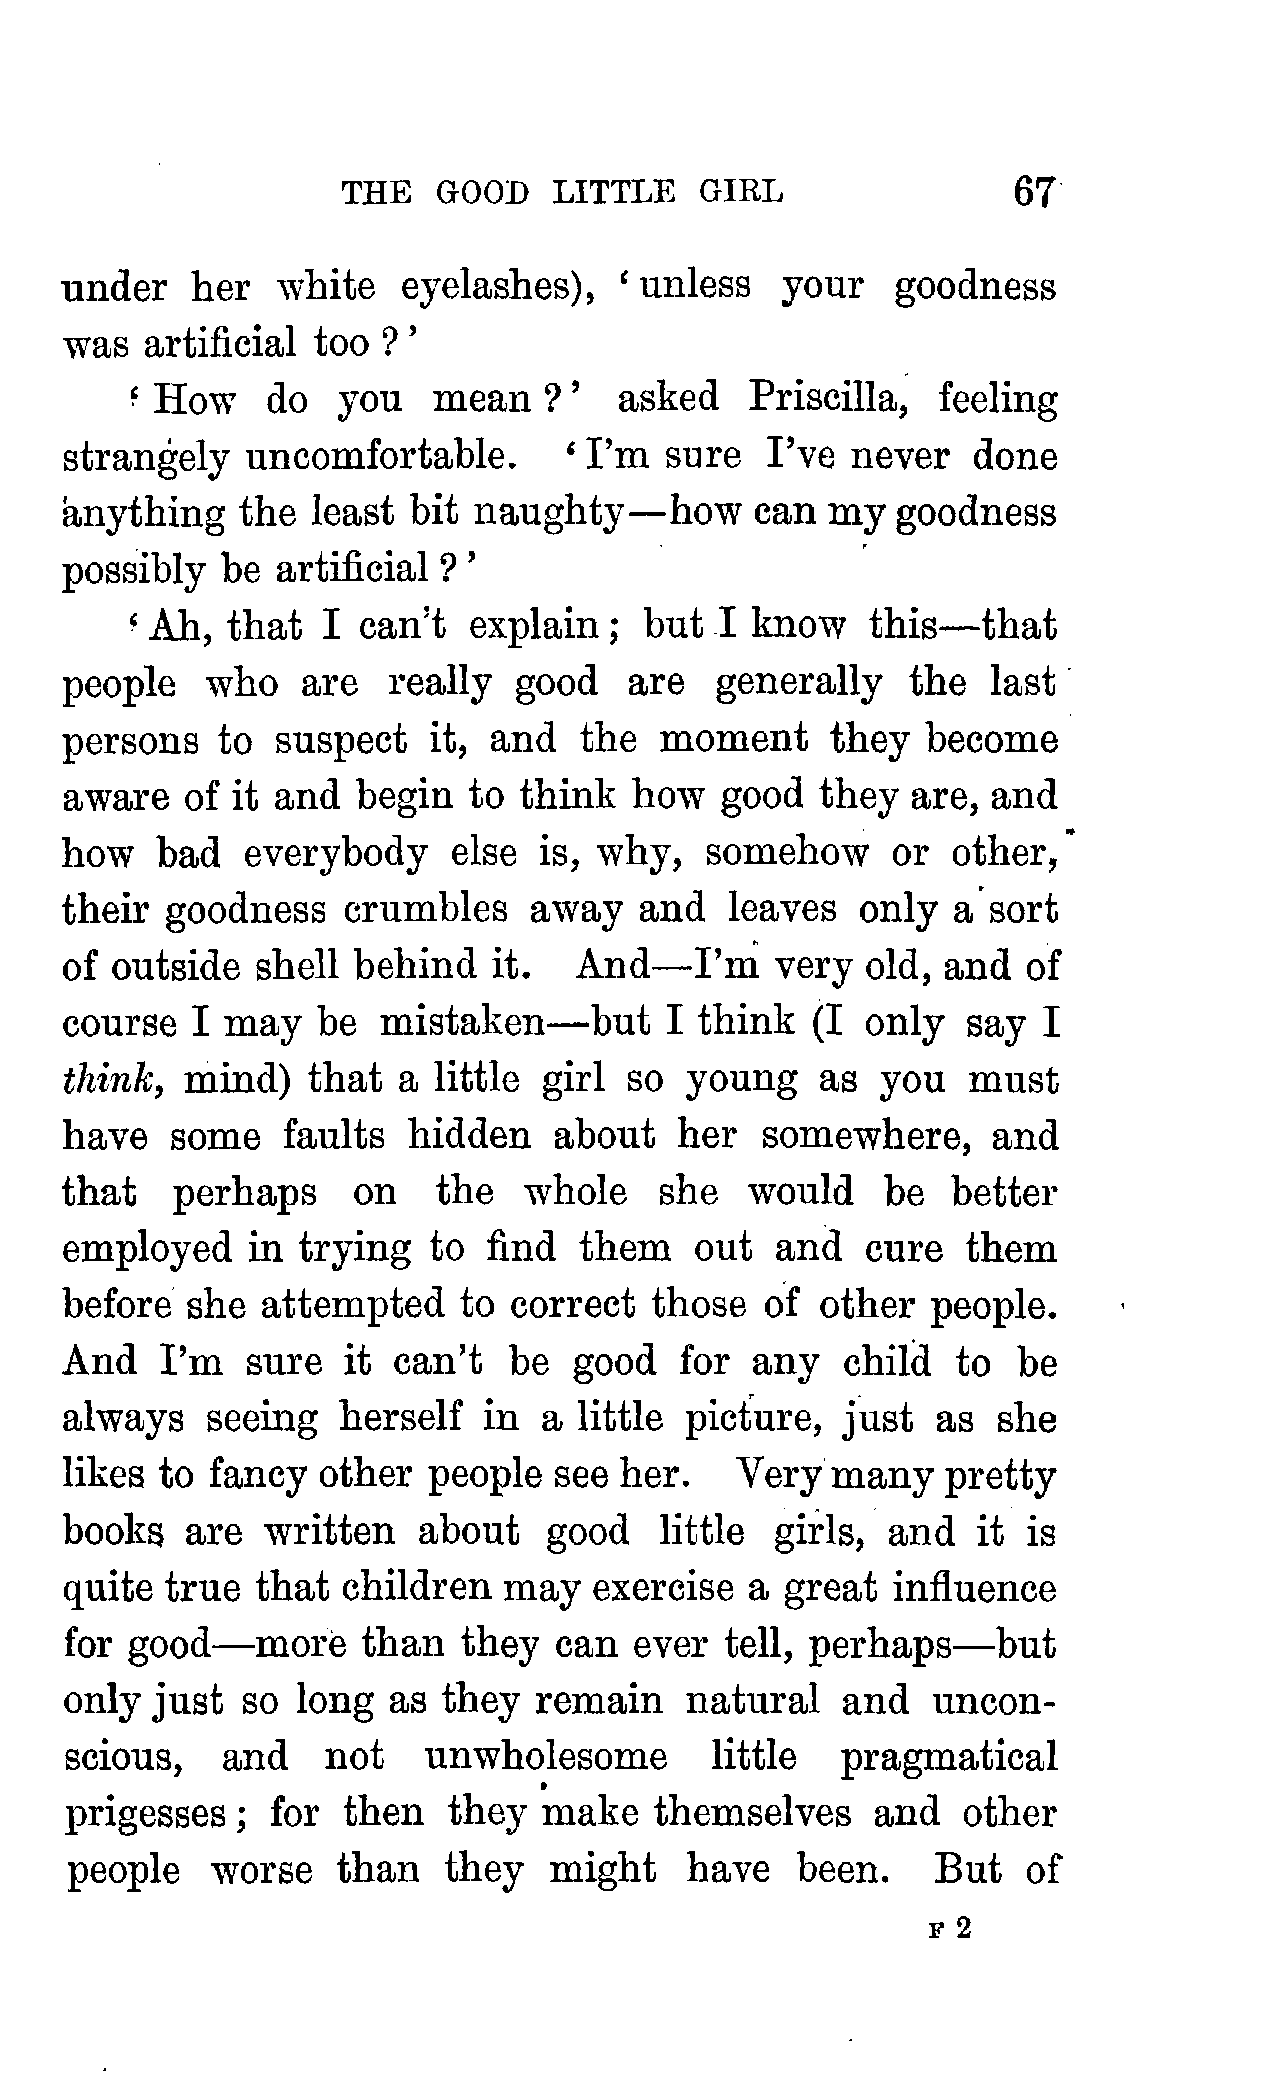 THE GOOD LITTLE GIRL 67
under her white eyelashes), ‘ unless your goodness
was artificial too ? ’
‘ How do you mean ? ’ asked Priscilla, feeling
strangely uncomfortable. ‘ I’m sure I’ve never done
anything the least bit naughty—how can my goodness
possibly be artificial ? ’
‘ Ah, that I can’t explain ; but I know this—that
people who are really good are generally the last
persons to suspect it, and the moment they become
aware of it and begin to think how good they are, and
how bad everybody else is, why, somehow or other,
their goodness crumbles away and leaves only a sort
of outside shell behind it. And—I’m very old, and of
course I may be mistaken—but I think (I only say I
think, mind) that a little girl so young as you must
have some faults hidden about her somewhere, and
that perhaps on the whole she would be better
employed in trying to find them out and cure them
before she attempted to correct those of other people.
And I’m sure it can’t be good for any child to be
always seeing herself in a little picture, just as she
likes to fancy other people see her. Very many pretty
books are written about good little girls, and it is
quite true that children may exercise a great influence
for good—more than they can ever tell, perhaps—but
only just so long as they remain natural and uncon-
scious, and not unwholesome little pragmatical
prigesses ; for then they make themselves and other
people worse than they might have been. But of
F 2